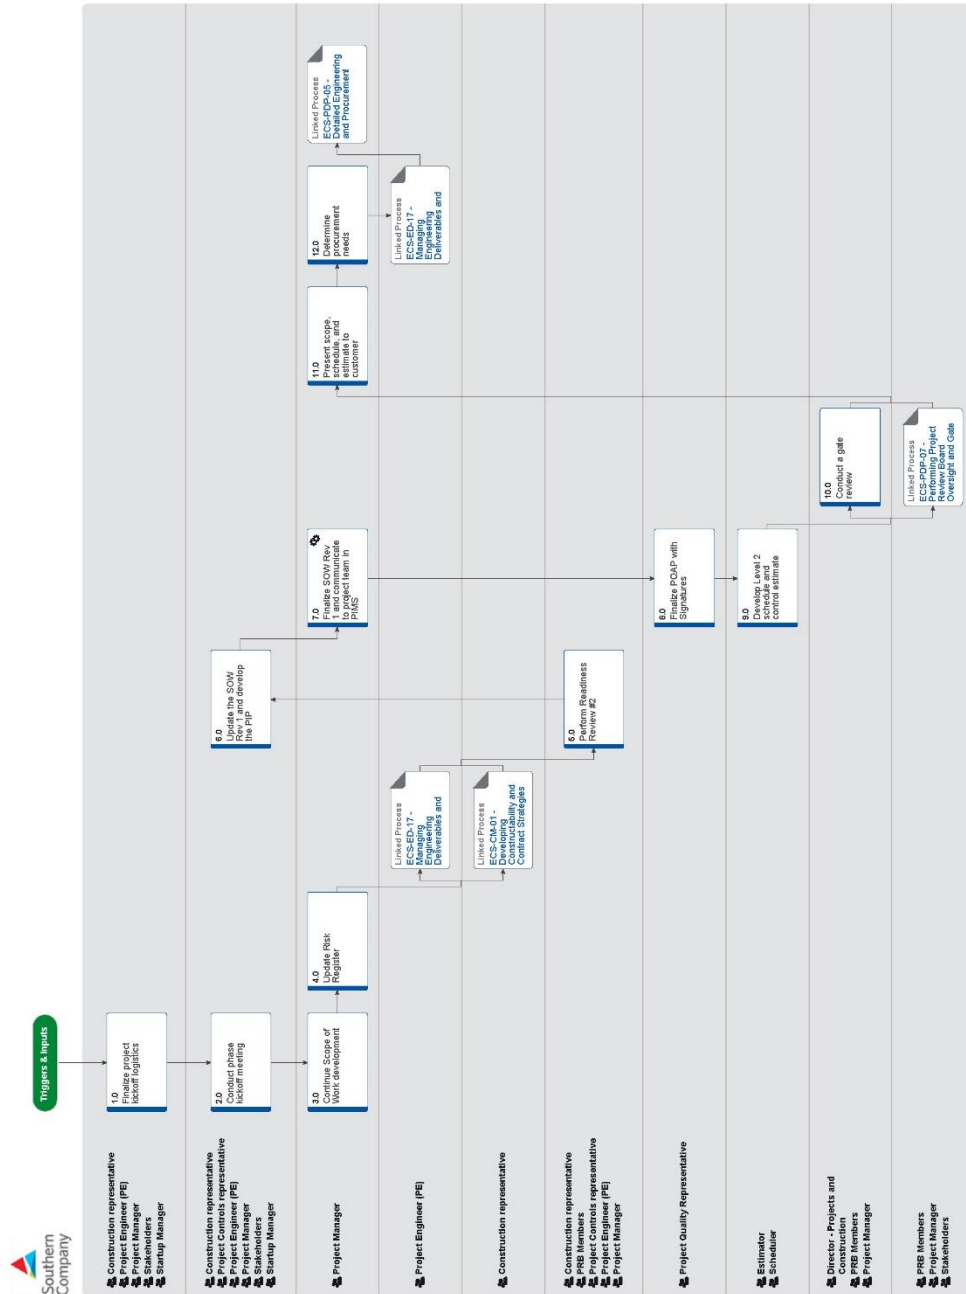 Southern
Company
Triggers & Inputs
Construction representative
Project Engineer (PE)
Project Manager
Stakeholders
Startup Manager
1.0
Finalize project
kickoff logistics
Construction representative
Project Controls representative
Project Engineer (PE)
Project Manager
Stakeholders
Startup Manager
2.0
Conduct phase
kickoff meeting
6.0
Update the SOW
Rev 1 and develop
the PIP
Project Manager
3.0
Continue Scope of
Work development
4.0
Update Risk
Register
7.0
Finalize SOW Rev
1 and communicate
to project team in
PIMS
11.0
Present scope,
schedule, and
estimate to
customer
12.0
Determine
procurement
needs
Linked Process
ECS-PDP-05 -
Detailed Engineering
and Procurement
Project Engineer (PE)
Linked Process
ECS-ED-17 -
Managing
Engineering
Deliverables and
Linked Process
ECS-ED-17 -
Managing
Engineering
Deliverables and
Construction representative
Linked Process
ECS-CM-01 -
Developing
Constructability and
Contract Strategies
Construction representative
PRB Members
Project Controls representative
Project Engineer (PE)
Project Manager
5.0
Perform Readiness
Review #2
Project Quality Representative
8.0
Finalize POAP with
Signatures
Estimator
Scheduler
9.0
Develop Level 2
schedule and
control estimate
Director - Projects and
Construction
PRB Members
Project Manager
10.0
Conduct a gate
review
PRB Members
Project Manager
Stakeholders
Linked Process
ECS-PDP-07 -
Performing Project
Review Board
Oversight and Gate